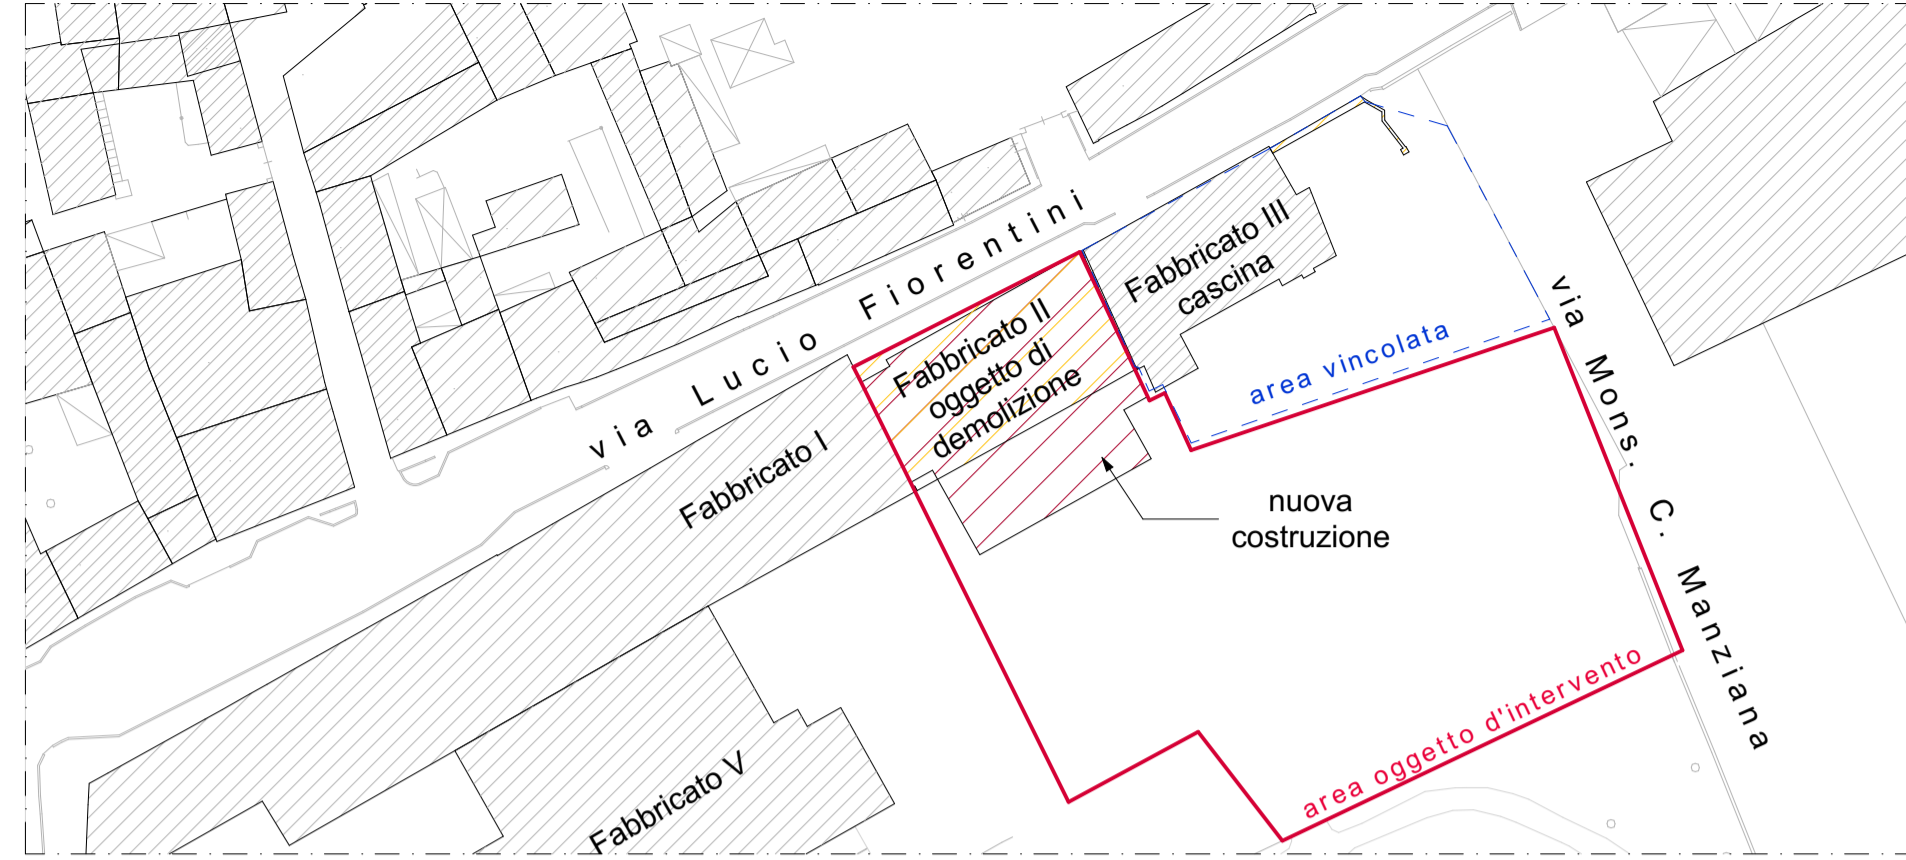 via Lucio Fiorentini
Fabbricato III
cascina
via Mons. C. Manziana
Fabbricato II
oggetto di
demolizione
area vincolata
Fabbricato I
nuova
costruzione
area oggetto d'intervento
Fabbricato V